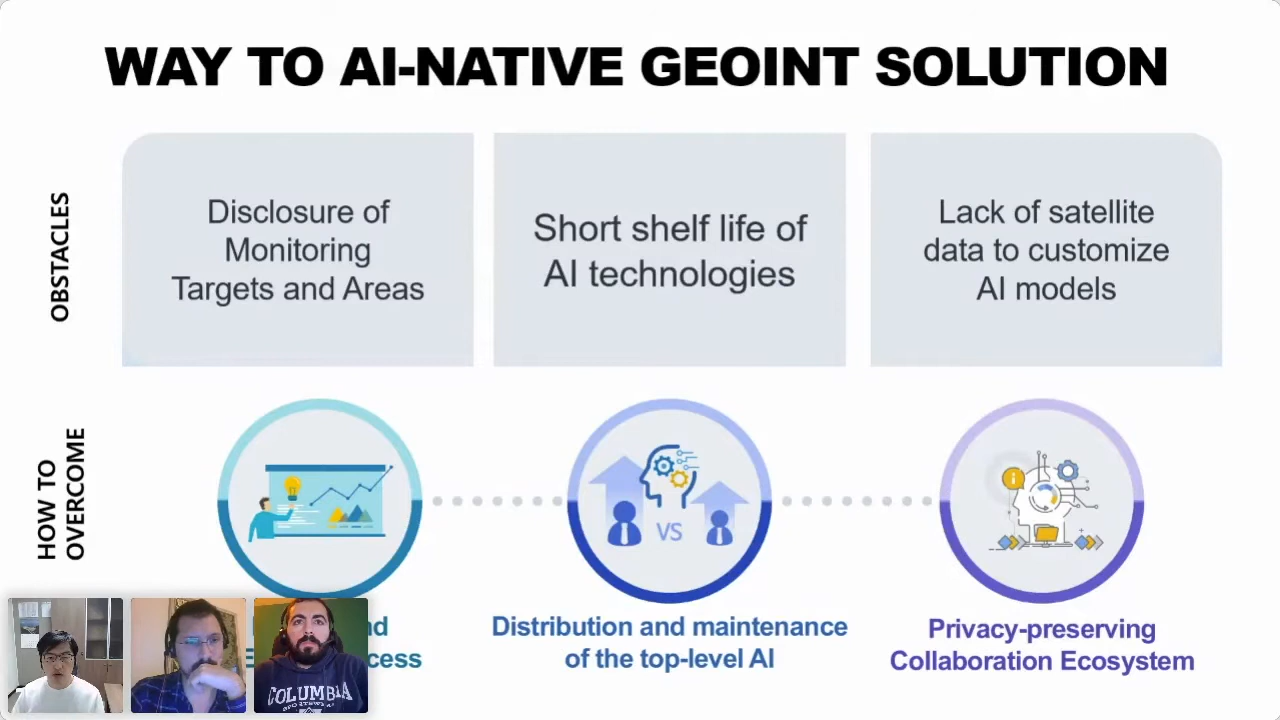 WAY TO AI-NATIVE GEOINT SOLUTION
OBSTACLES
Disclosure of
Monitoring
Targets and Areas
Short shelf life of
AI technologies
Lack of satellite
data to customize
AI models
HOW TO
OVERCOME
VS
Distribution and maintenance
of the top-level AI
Privacy-preserving
Collaboration Ecosystem
COLUMBIA